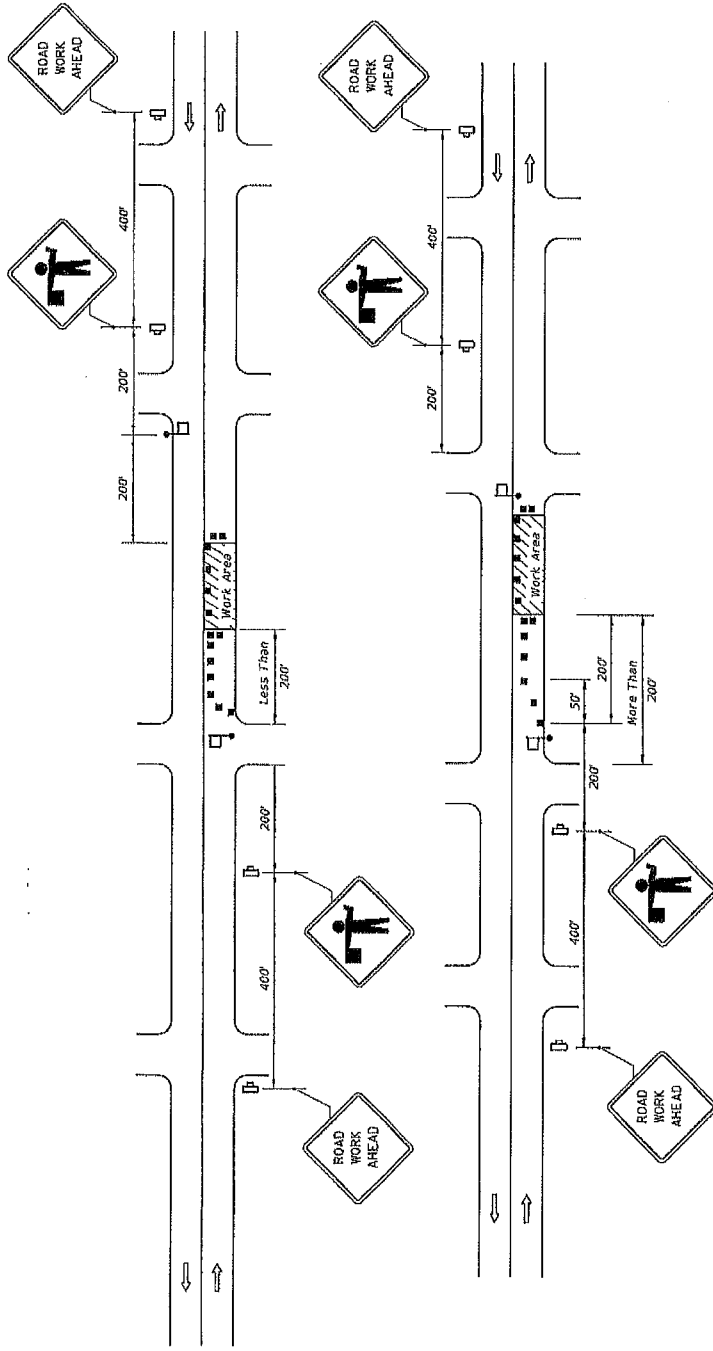 ROAD
WORK
AHEAD
400'
200'
200'
Work Area
Less Than
200'
200'
400'
ROAD
WORK
AHEAD
ROAD
WORK
AHEAD
400'
200'
Work Area
50'
200'
More Than
200'
200'
400'
ROAD
WORK
AHEAD